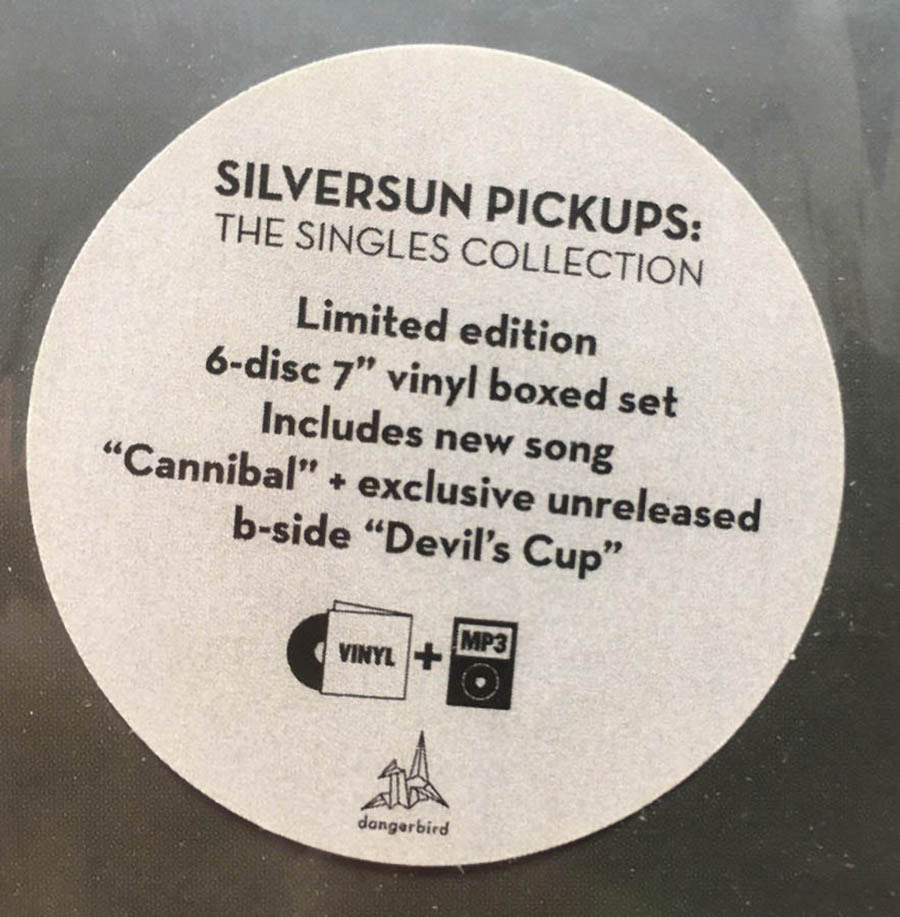 SILVERSUN PICKUPS:
THE SINGLES COLLECTION
Limited edition
6-disc 7” vinyl boxed set
Includes new song
“Cannibal” + exclusive unreleased
b-side “Devil’s Cup”
VINYL + MP3
dangerbird